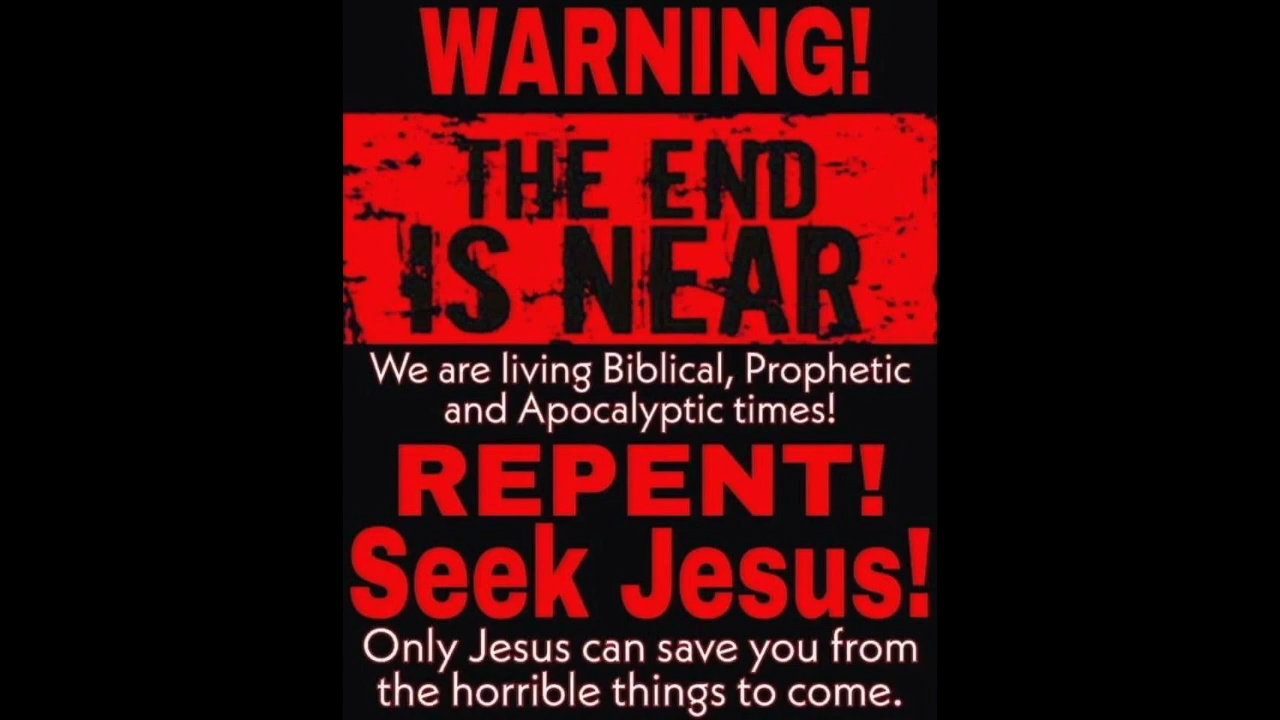 WARNING!
THE END
IS NEAR
We are living Biblical, Prophetic
and Apocalyptic times!
REPENT!
Seek Jesus!
Only Jesus can save you from
the horrible things to come.